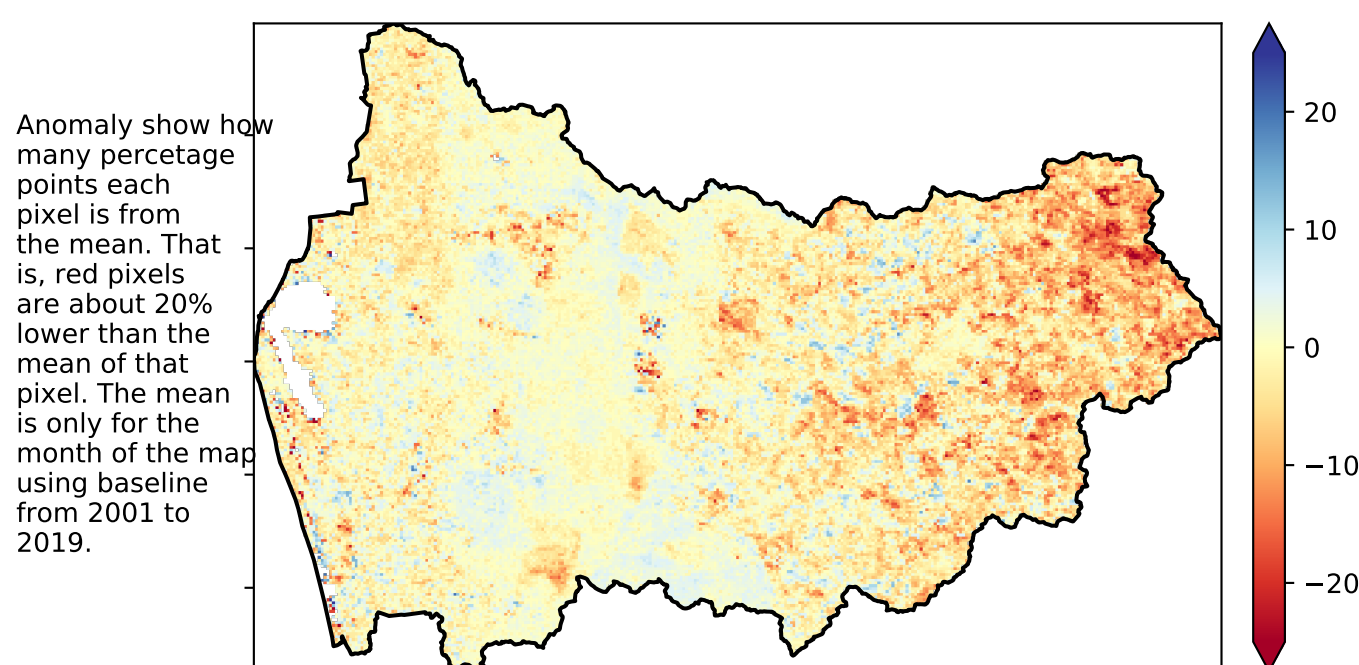 Anomaly show how
many percetage
points each
pixel is from
the mean. That
is, red pixels
are about 20%
lower than the
mean of that
pixel. The mean
is only for the
month of the map
using baseline
from 2001 to
2019.
20
10
0
−10
−20